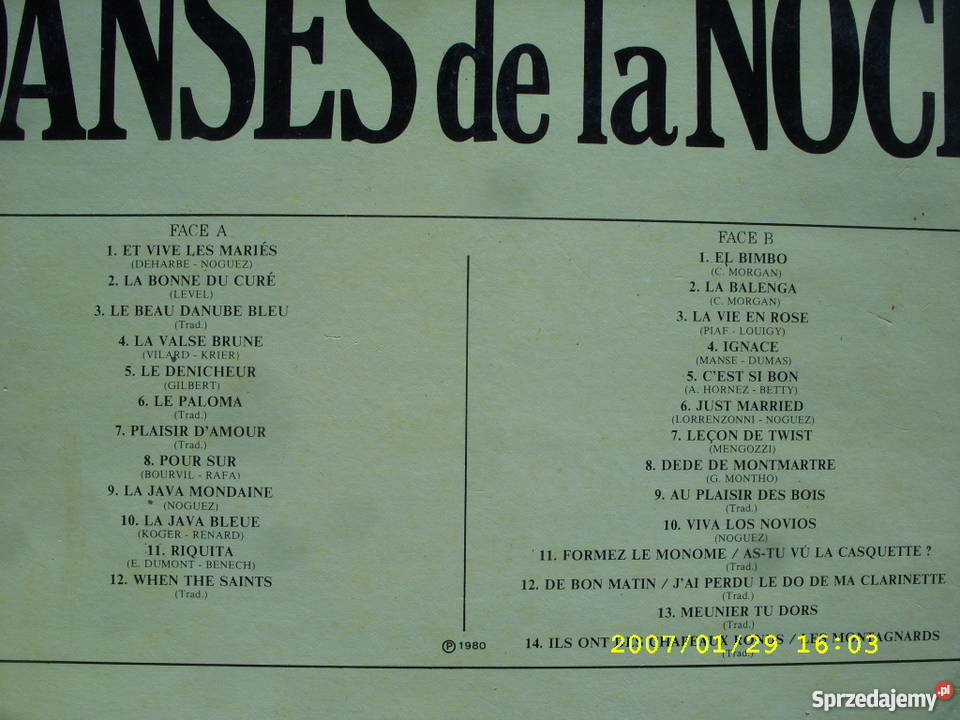 DANSES de la NOCE
FACE A
1. ET VIVE LES MARIÉS
(DEHARBE - NOGUEZ)
2. LA BONNE DU CURÉ
(LEVEL)
3. LE BEAU DANUBE BLEU
(Trad.)
4. LA VALSE BRUNE
(VILARD - KRIER)
5. LE DENICHEUR
(GILBERT)
6. LE PALOMA
(Trad.)
7. PLAISIR D'AMOUR
(Trad.)
8. POUR SUR
(BOURVIL - RAFA)
9. LA JAVA MONDAINE
(NOGUEZ)
10. LA JAVA BLEUE
(KOGER - RENARD)
11. RIQUITA
(E. DUMONT - BENECH)
12. WHEN THE SAINTS
(Trad.)
FACE B
1. EL BIMBO
(C. MORGAN)
2. LA BALENGA
(C. MORGAN)
3. LA VIE EN ROSE
(PIAF - LOUIGY)
4. IGNACE
(MANSE - DUMAS)
5. C'EST SI BON
(A. HORNEZ - BETTY)
6. JUST MARRIED
(LORRENZONNI - NOGUEZ)
7. LEÇON DE TWIST
(MENGOZZI)
8. DEDE DE MONTMARTRE
(G. MONTHO)
9. AU PLAISIR DES BOIS
(Trad.)
10. VIVA LOS NOVIOS
(NOGUEZ)
11. FORMEZ LE MONOME / AS-TU VÛ LA CASQUETTE ?
(Trad.)
12. DE BON MATIN / J'AI PERDU LE DO DE MA CLARINETTE
(Trad.)
13. MEUNIER TU DORS
(Trad.)
14. ILS ONT DES CHAPEAUX RONDS / LES MONTAGNARDS
(Trad.)
Ⓟ 1980
2007/01/29 16:03
Sprzedajemy.pl